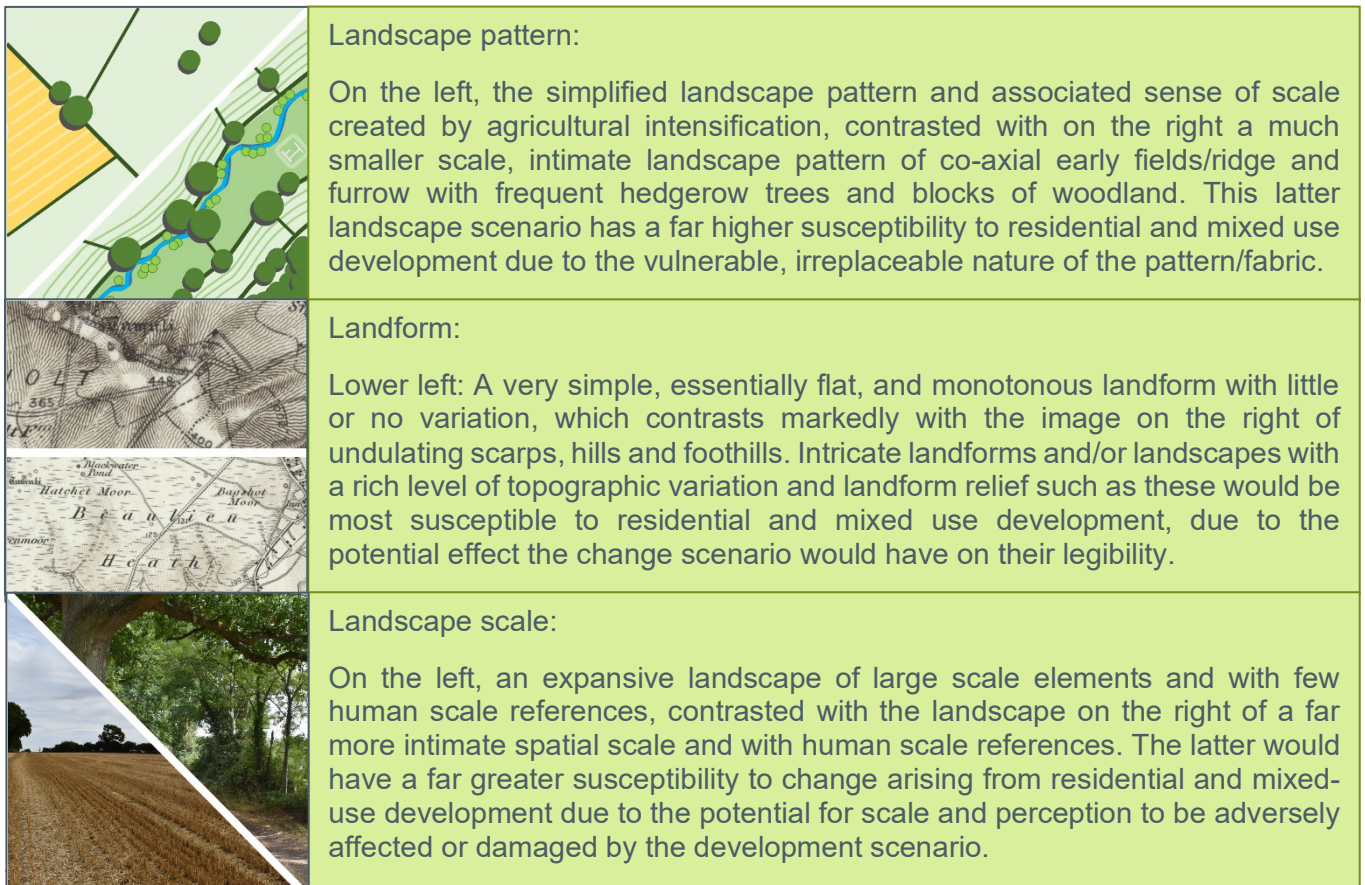 Landscape pattern:
On the left, the simplified landscape pattern and associated sense of scale
created by agricultural intensification, contrasted with on the right a much
smaller scale, intimate landscape pattern of co-axial early fields/ridge and
furrow with frequent hedgerow trees and blocks of woodland. This latter
landscape scenario has a far higher susceptibility to residential and mixed use
development due to the vulnerable, irreplaceable nature of the pattern/fabric.
O L T
448
365
400
Landform:
Lower left: A very simple, essentially flat, and monotonous landform with little
or no variation, which contrasts markedly with the image on the right of
undulating scarps, hills and foothills. Intricate landforms and/or landscapes with
a rich level of topographic variation and landform relief such as these would be
most susceptible to residential and mixed use development, due to the
potential effect the change scenario would have on their legibility.
Blackwater
Pond
Hatchet Moor
Bagshot
Moor
Beaulieu
Heath
Landscape scale:
On the left, an expansive landscape of large scale elements and with few
human scale references, contrasted with the landscape on the right of a far
more intimate spatial scale and with human scale references. The latter would
have a far greater susceptibility to change arising from residential and mixed-
use development due to the potential for scale and perception to be adversely
affected or damaged by the development scenario.